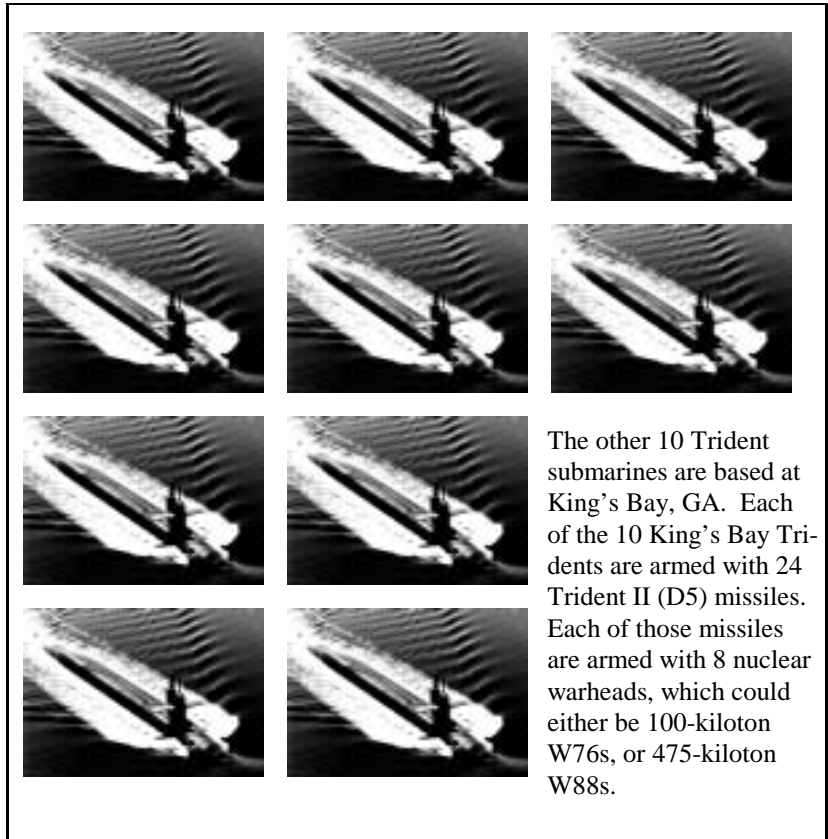 The other 10 Trident
submarines are based at
King’s Bay, GA.  Each
of the 10 King’s Bay Tri-
dents are armed with 24
Trident II (D5) missiles.
Each of those missiles
are armed with 8 nuclear
warheads, which could
either be 100-kiloton
W76s, or 475-kiloton
W88s.